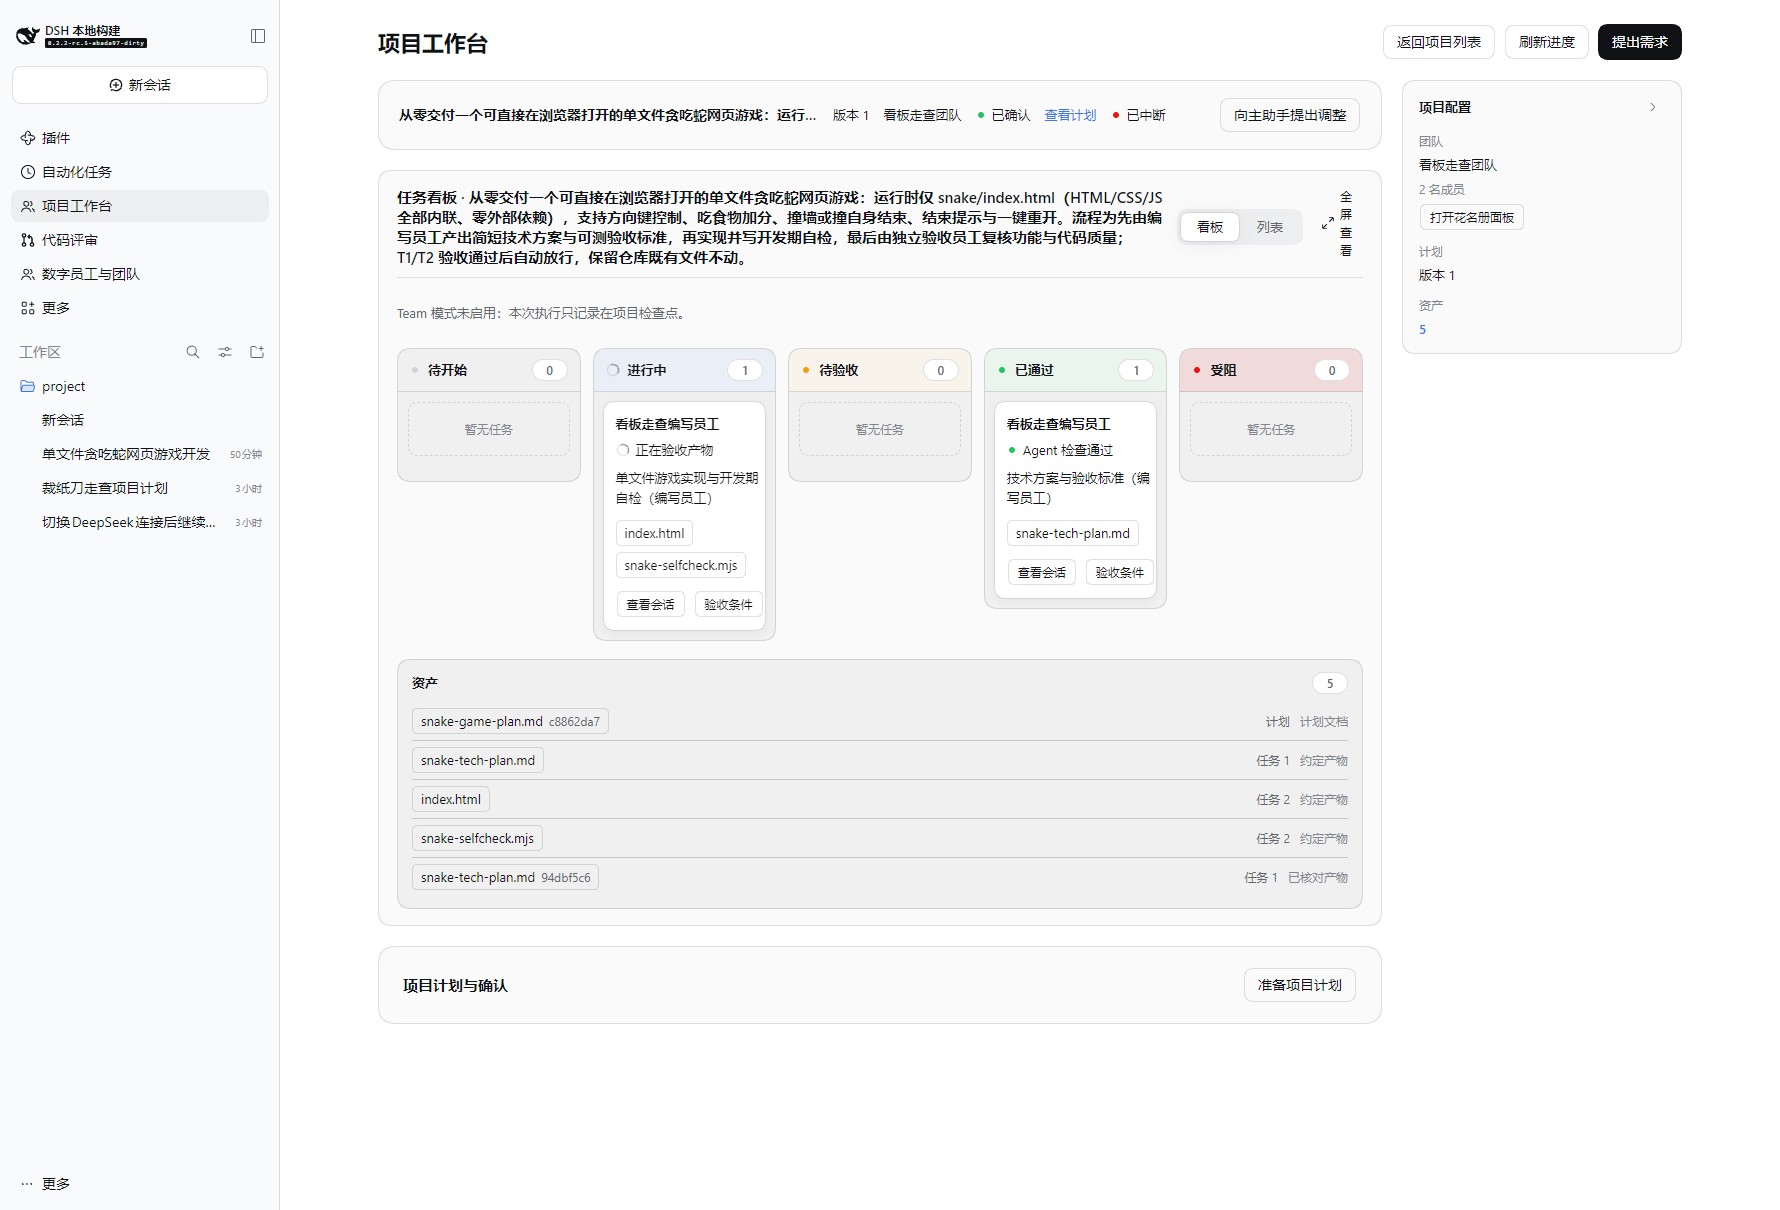 DSH 本地构建
0.3.2-rc.5-abada97-dirty
新会话
插件
自动化任务
项目工作台
代码评审
数字员工与团队
更多
工作区
project
新会话
单文件贪吃蛇网页游戏开发 50分钟
裁纸刀走查项目计划 3小时
切换DeepSeek连接后继续... 3小时
... 更多
项目工作台
返回项目列表 刷新进度 提出需求
从零交付一个可直接在浏览器打开的单文件贪吃蛇网页游戏：运行... 版本 1 看板走查团队 已确认 查看计划 已中断 向主助手提出调整
任务看板 · 从零交付一个可直接在浏览器打开的单文件贪吃蛇网页游戏：运行时仅 snake/index.html（HTML/CSS/JS
全部内联、零外部依赖），支持方向键控制、吃食物加分、撞墙或撞自身结束、结束提示与一键重开。流程为先由编
写员工产出简短技术方案与可测验收标准，再实现并写开发期自检，最后由独立验收员工复核功能与代码质量；
T1/T2 验收通过后自动放行，保留仓库既有文件不动。
看板 列表
全
屏
查
看
Team 模式未启用：本次执行只记录在项目检查点。
待开始 0
暂无任务
进行中 1
看板走查编写员工
正在验收产物
单文件游戏实现与开发期
自检（编写员工）
index.html
snake-selfcheck.mjs
查看会话 验收条件
待验收 0
暂无任务
已通过 1
看板走查编写员工
Agent 检查通过
技术方案与验收标准（编
写员工）
snake-tech-plan.md
查看会话 验收条件
受阻 0
暂无任务
资产 5
snake-game-plan.md c8862da7 计划 计划文档
snake-tech-plan.md 任务 1 约定产物
index.html 任务 2 约定产物
snake-selfcheck.mjs 任务 2 约定产物
snake-tech-plan.md 94dbf5c6 任务 1 已核对产物
项目计划与确认 准备项目计划
项目配置
团队
看板走查团队
2 名成员
打开花名册面板
计划
版本 1
资产
5